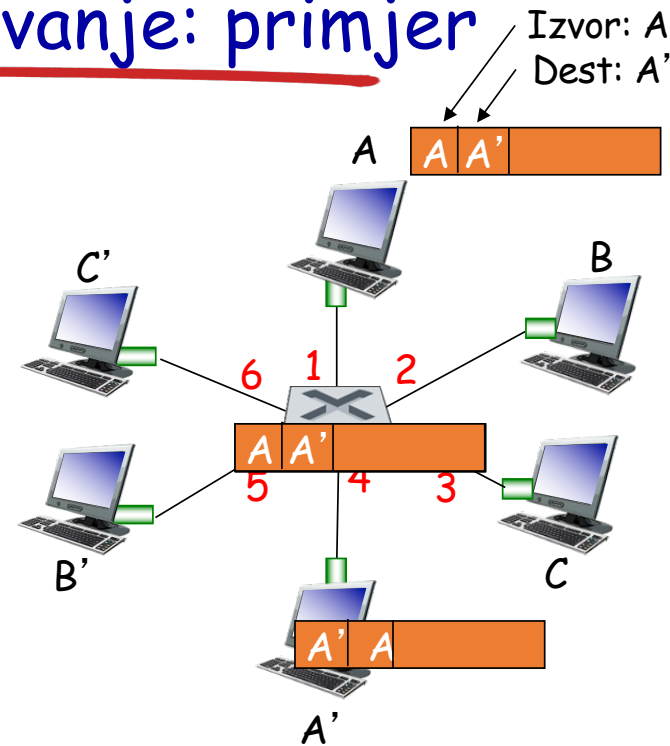 vanje: primjer
Izvor: A
Dest: A’
A
A A’
C’
B
6 1 2
A A’
5 4 3
B’
C
A’ A
A’